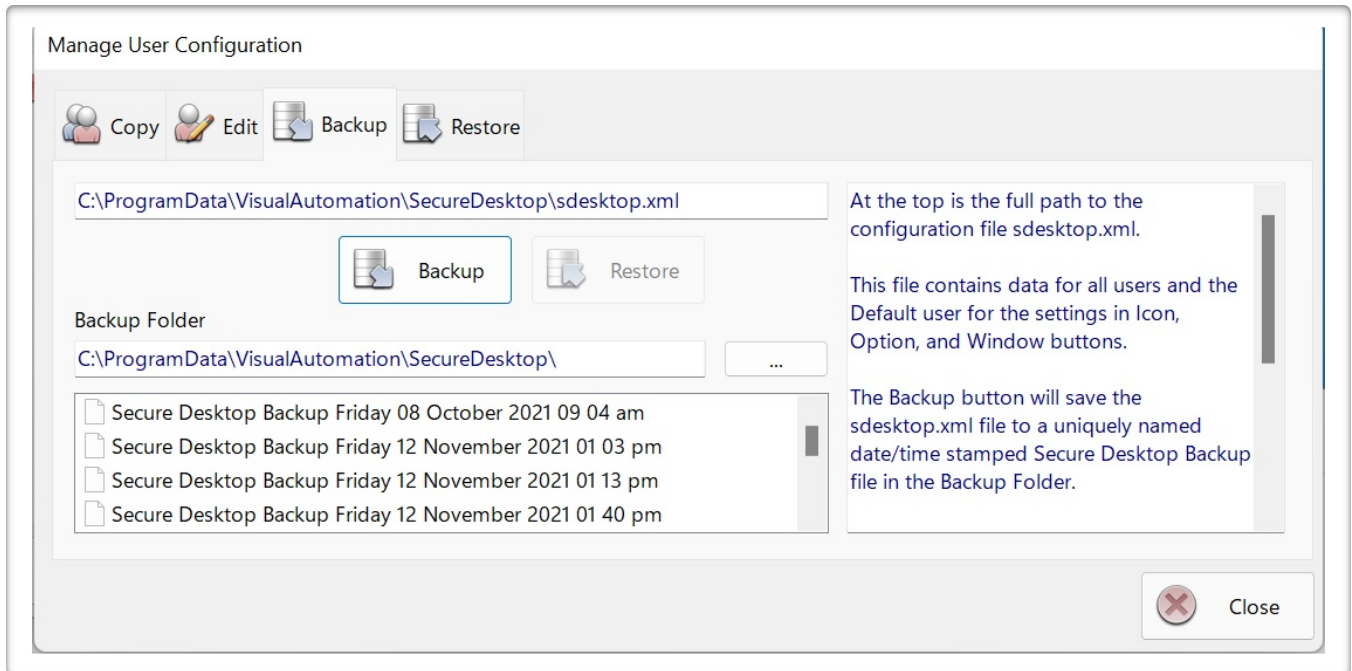 Manage User Configuration
Copy Edit Backup Restore
C:\ProgramData\VisualAutomation\SecureDesktop\sdesktop.xml
Backup Restore
Backup Folder
C:\ProgramData\VisualAutomation\SecureDesktop\
...
Secure Desktop Backup Friday 08 October 2021 09 04 am
Secure Desktop Backup Friday 12 November 2021 01 03 pm
Secure Desktop Backup Friday 12 November 2021 01 13 pm
Secure Desktop Backup Friday 12 November 2021 01 40 pm
At the top is the full path to the
configuration file sdesktop.xml.
This file contains data for all users and the
Default user for the settings in Icon,
Option, and Window buttons.
The Backup button will save the
sdesktop.xml file to a uniquely named
date/time stamped Secure Desktop Backup
file in the Backup Folder.
Close